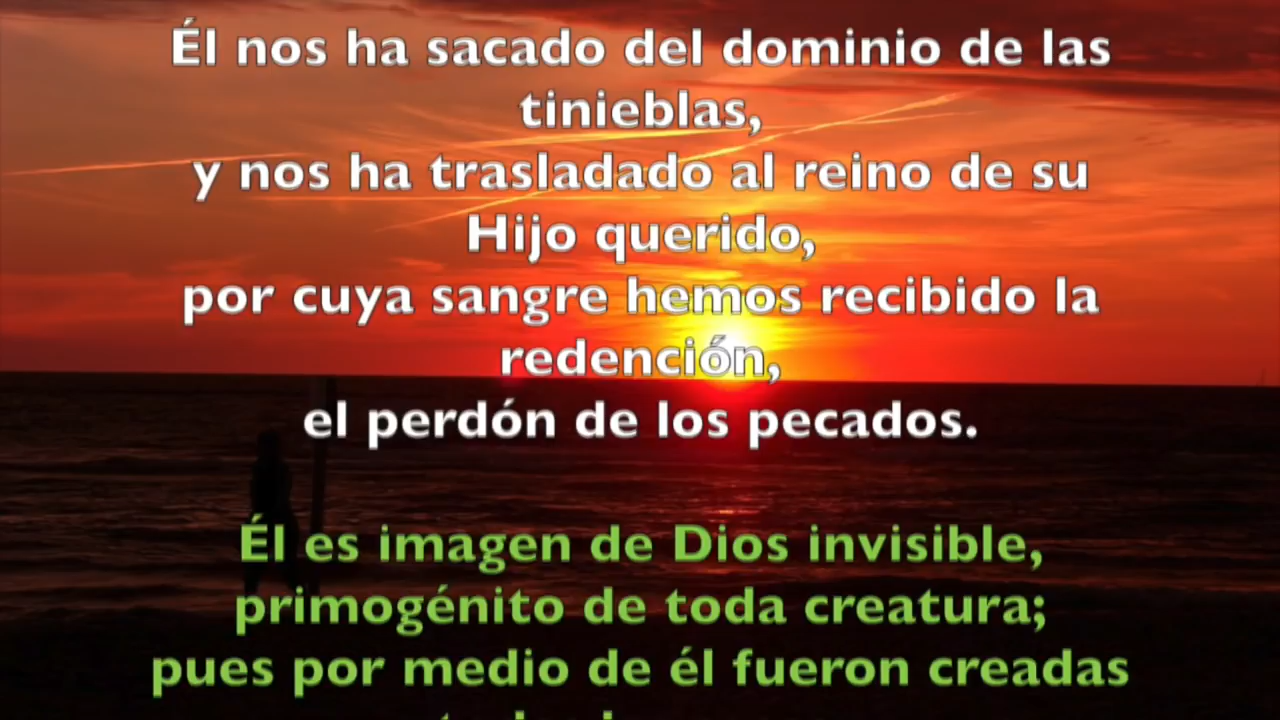 Él nos ha sacado del dominio de las
tinieblas,
y nos ha trasladado al reino de su
Hijo querido,
por cuya sangre hemos recibido la
redención,
el perdón de los pecados.
Él es imagen de Dios invisible,
primogénito de toda creatura;
pues por medio de él fueron creadas